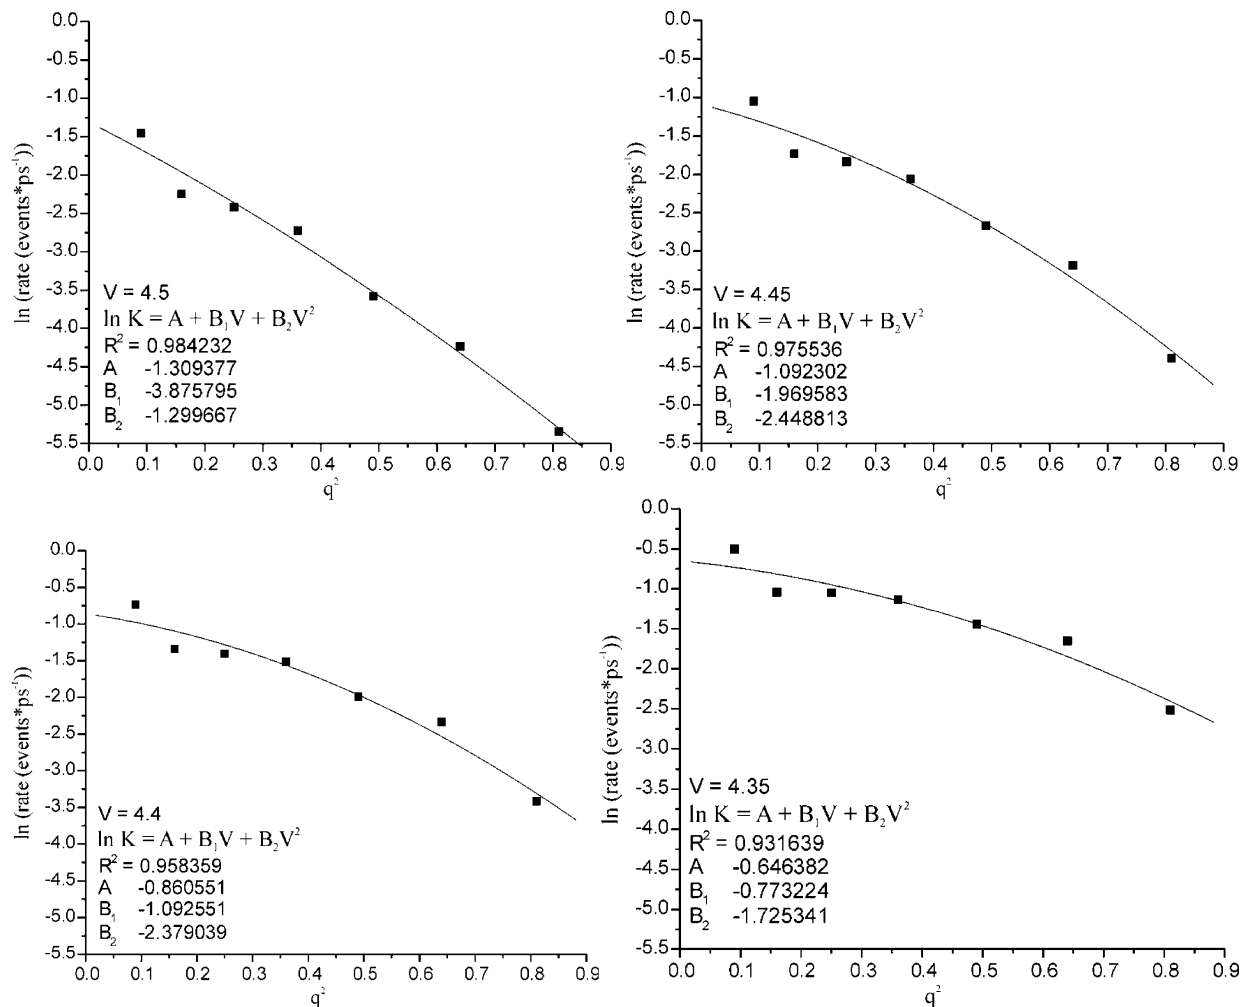 0.0
-0.5
-1.0
-1.5
-2.0
-2.5
-3.0
-3.5
-4.0
-4.5
-5.0
-5.5
ln (rate (events*ps⁻¹))
V = 4.5
ln K = A + B₁V + B₂V²
R² = 0.984232
A -1.309377
B₁ -3.875795
B₂ -1.299667
0.0 0.1 0.2 0.3 0.4 0.5 0.6 0.7 0.8 0.9
q²
0.0
-0.5
-1.0
-1.5
-2.0
-2.5
-3.0
-3.5
-4.0
-4.5
-5.0
-5.5
ln (rate (events*ps⁻¹))
V = 4.45
ln K = A + B₁V + B₂V²
R² = 0.975536
A -1.092302
B₁ -1.969583
B₂ -2.448813
0.0 0.1 0.2 0.3 0.4 0.5 0.6 0.7 0.8 0.9
q²
0.0
-0.5
-1.0
-1.5
-2.0
-2.5
-3.0
-3.5
-4.0
-4.5
-5.0
-5.5
ln (rate (events*ps⁻¹))
V = 4.4
ln K = A + B₁V + B₂V²
R² = 0.958359
A -0.860551
B₁ -1.092551
B₂ -2.379039
0.0 0.1 0.2 0.3 0.4 0.5 0.6 0.7 0.8 0.9
q²
0.0
-0.5
-1.0
-1.5
-2.0
-2.5
-3.0
-3.5
-4.0
-4.5
-5.0
-5.5
ln (rate (events*ps⁻¹))
V = 4.35
ln K = A + B₁V + B₂V²
R² = 0.931639
A -0.646382
B₁ -0.773224
B₂ -1.725341
0.0 0.1 0.2 0.3 0.4 0.5 0.6 0.7 0.8 0.9
q²